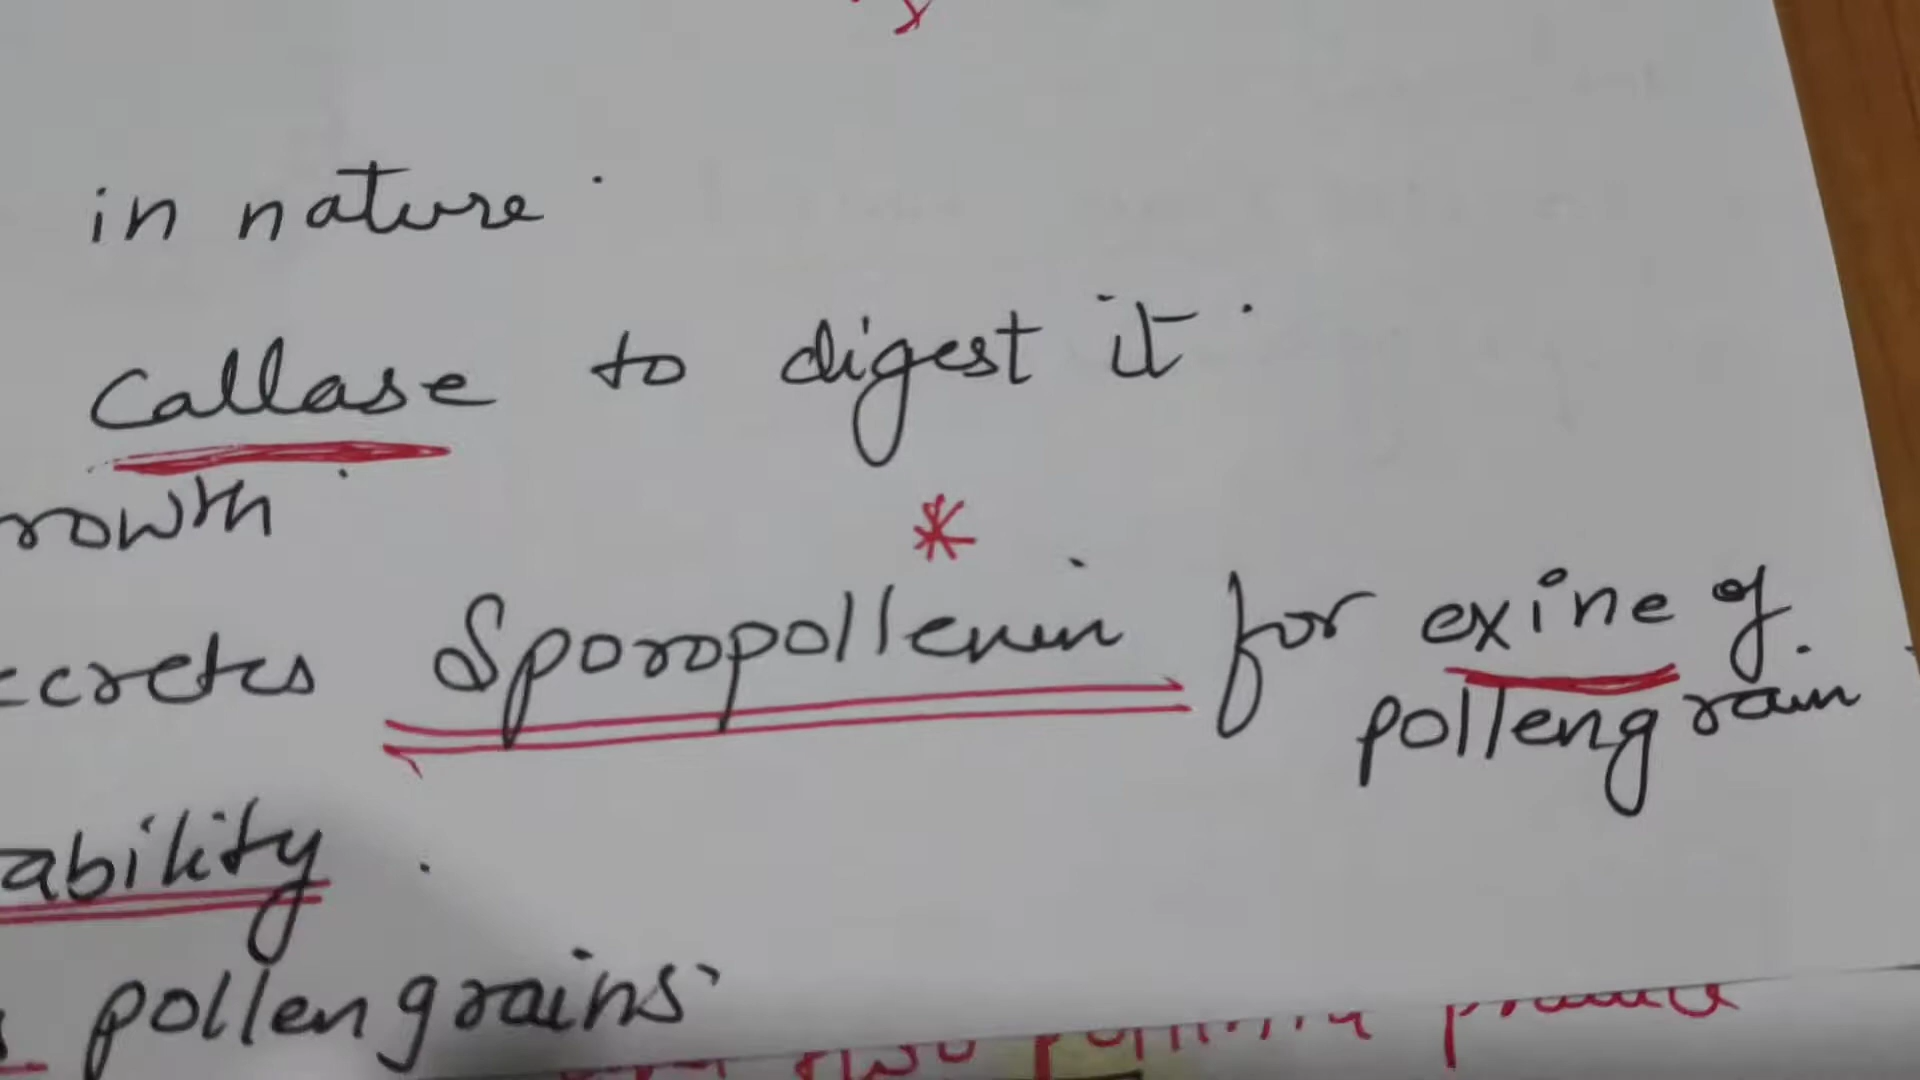 in nature.
Callase to digest it.
rowth.
ecretes Sporopollenin for exine of
pollengrain.
ability.
pollengrains.